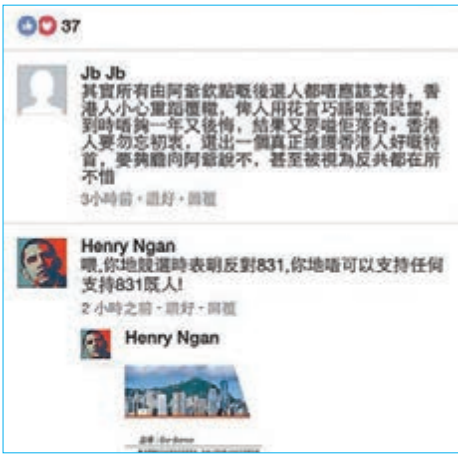 37
Jb Jb
其實所有由阿爺欽點嘅後選人都唔應該支持，香
港人小心重蹈覆轍，俾人用花言巧語呃高民望，
到時唔夠一年又後悔，結果又要嗌佢落台。香港
人要勿忘初衷，選出一個真正維護香港人好嘅特
首，要夠膽向阿爺說不，甚至被視為反共都在所
不惜
3小時前・讚好・回覆
Henry Ngan
喂,你地競選時表明反對831,你地唔可以支持任何
支持831既人!
2 小時之前・讚好・回覆
Henry Ngan